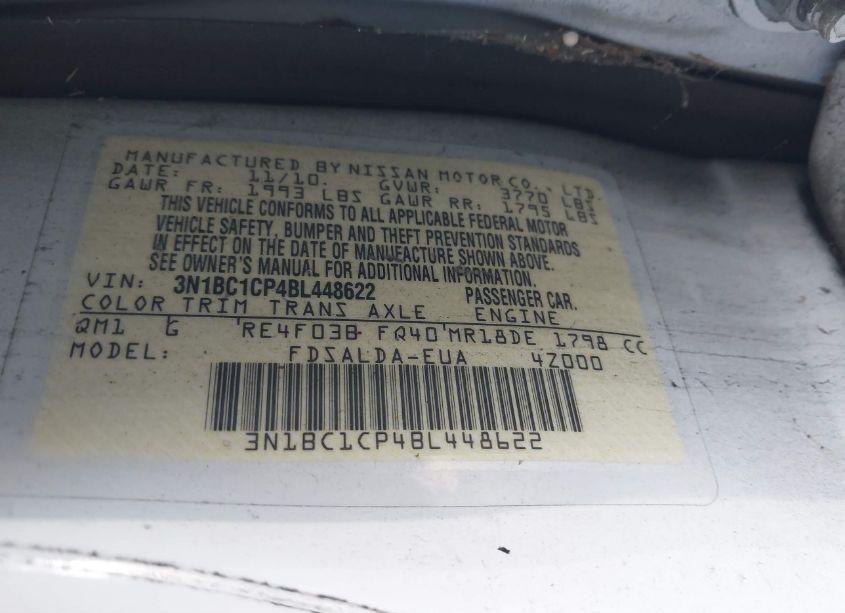 MANUFACTURED BY NISSAN MOTOR CO., LTD.
DATE: 11/10. GVWR: 3770 LBS
GAWR FR: 1993 LBS GAWR RR: 1795 LBS
THIS VEHICLE CONFORMS TO ALL APPLICABLE FEDERAL MOTOR
VEHICLE SAFETY, BUMPER AND THEFT PREVENTION STANDARDS
IN EFFECT ON THE DATE OF MANUFACTURE SHOWN ABOVE.
SEE OWNER'S MANUAL FOR ADDITIONAL INFORMATION.
VIN: 3N1BC1CP4BL448622 PASSENGER CAR.
COLOR TRIM TRANS AXLE ENGINE
QM1 G RE4F03B FQ40 MR18DE 1798 CC
MODEL: FDSALDA-EUA 4Z000
3N1BC1CP4BL448622